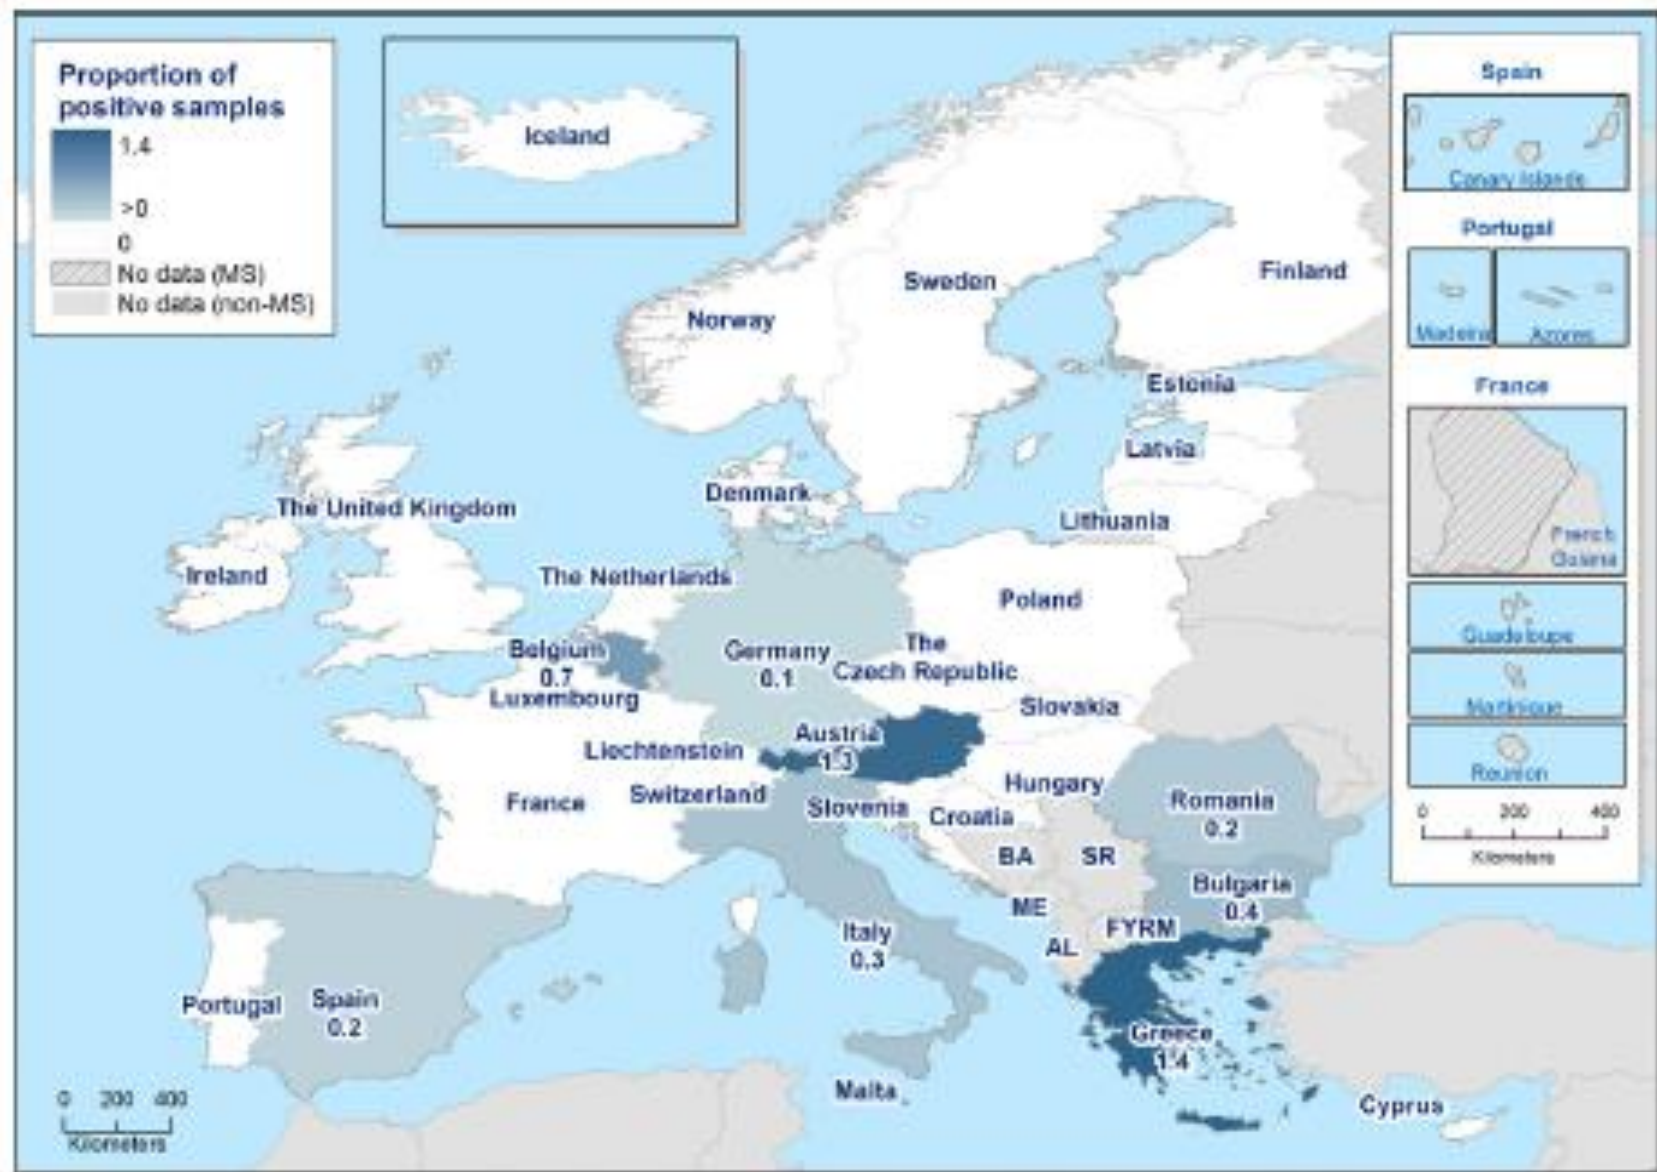 Proportion of
positive samples
1.4
>0
0
No data (MS)
No data (non-MS)
Iceland
Spain
Canary Islands
Portugal
Madeira
Azores
France
French
Guiana
Guadeloupe
Martinique
Reunion
0 200 400
Kilometers
Norway
Sweden
Finland
Estonia
Latvia
Lithuania
Denmark
The United Kingdom
Ireland
The Netherlands
Poland
Belgium
0.7
Luxembourg
Germany
0.1
The
Czech Republic
Slovakia
Austria
1.3
Liechtenstein
Switzerland
France
Slovenia
Hungary
Croatia
Romania
0.2
BA
SR
Bulgaria
0.4
ME
FYRM
AL
Italy
0.3
Portugal
Spain
0.2
Greece
1.4
Malta
Cyprus
0 200 400
Kilometers